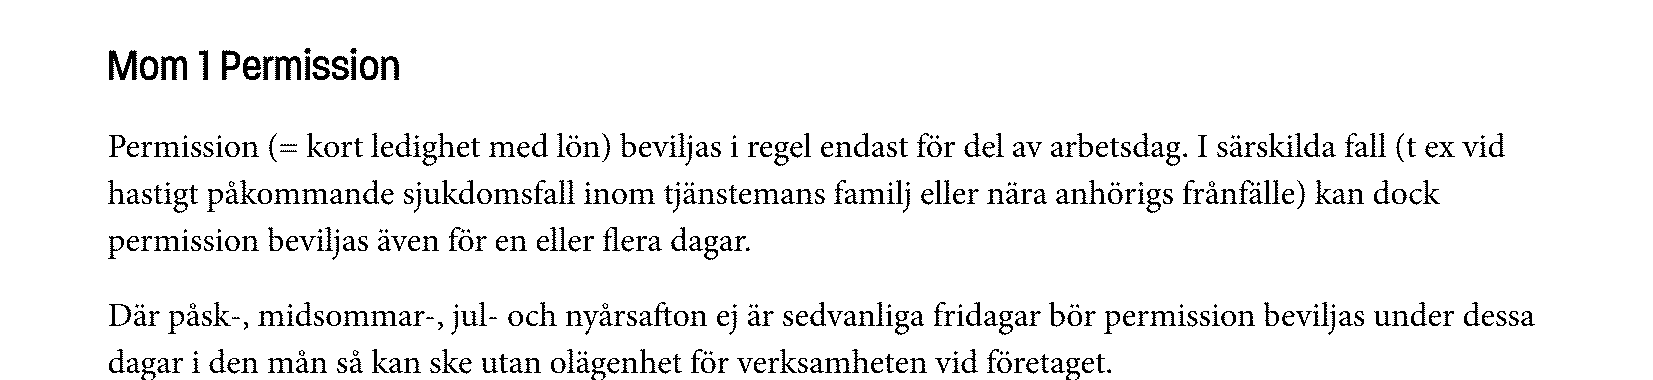 Mom 1 Permission
Permission (= kort ledighet med lön) beviljas i regel endast för del av arbetsdag. I särskilda fall (t ex vid
hastigt påkommande sjukdomsfall inom tjänstemans familj eller nära anhörigs frånfälle) kan dock
permission beviljas även för en eller flera dagar.
Där påsk-, midsommar-, jul- och nyårsafton ej är sedvanliga fridagar bör permission beviljas under dessa
dagar i den mån så kan ske utan olägenhet för verksamheten vid företaget.